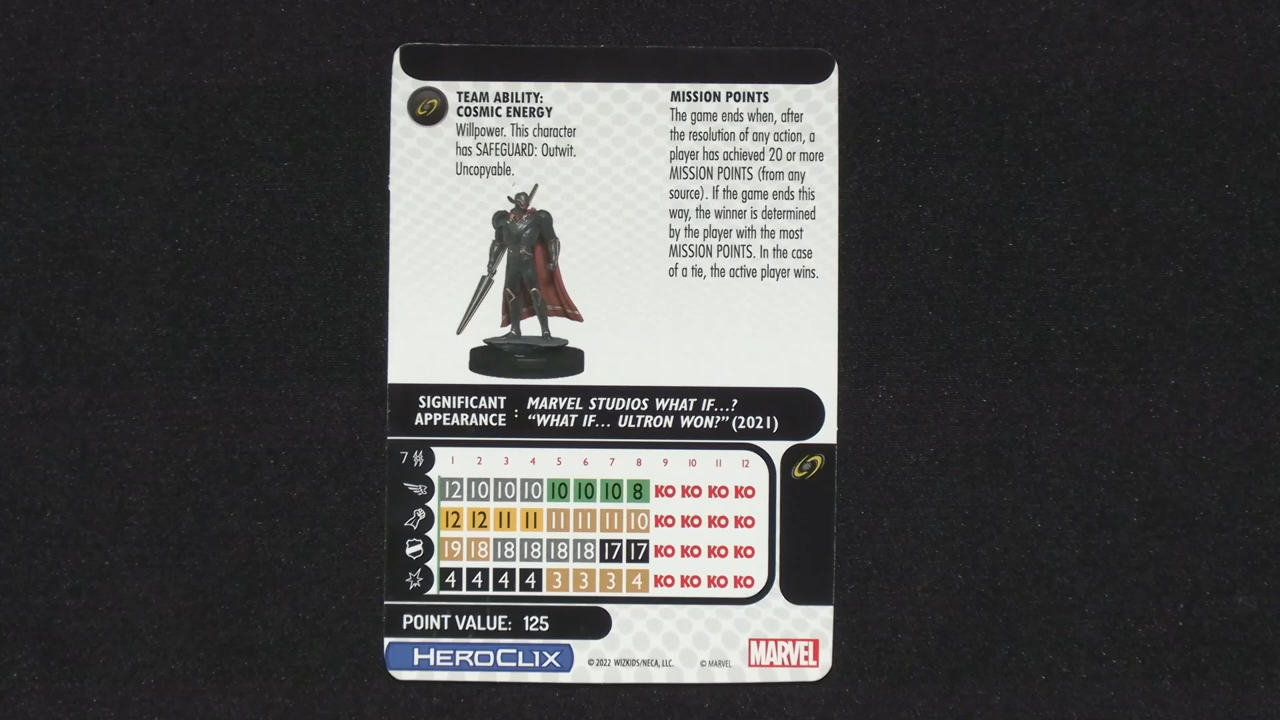 TEAM ABILITY:
COSMIC ENERGY
Willpower. This character
has SAFEGUARD: Outwit.
Uncopyable.
MISSION POINTS
The game ends when, after
the resolution of any action, a
player has achieved 20 or more
MISSION POINTS (from any
source). If the game ends this
way, the winner is determined
by the player with the most
MISSION POINTS. In the case
of a tie, the active player wins.
SIGNIFICANT
APPEARANCE :
MARVEL STUDIOS WHAT IF...?
“WHAT IF... ULTRON WON?” (2021)
7 1 2 3 4 5 6 7 8 9 10 11 12
12 10 10 10 10 10 10 8 KO KO KO KO
12 12 11 11 11 11 11 10 KO KO KO KO
19 18 18 18 18 18 17 17 KO KO KO KO
4 4 4 4 3 3 3 4 KO KO KO KO
POINT VALUE: 125
HEROCLIX
© 2022 WIZKIDS/NECA, LLC.
© MARVEL
MARVEL